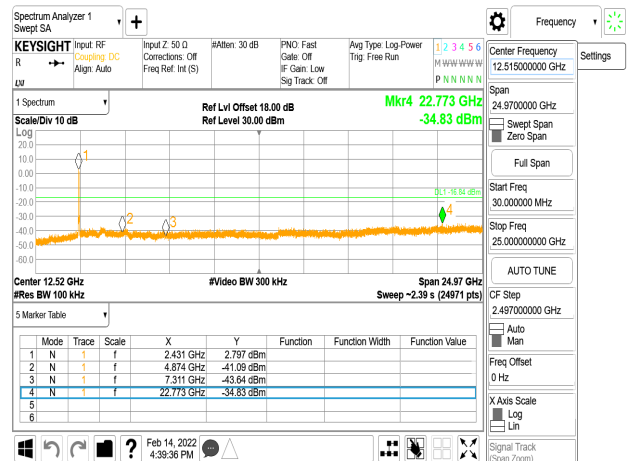 Spectrum Analyzer 1
Swept SA
Frequency
KEYSIGHT
R
Input: RF
Coupling: DC
Align: Auto
Input Z: 50 Ω
Corrections: Off
Freq Ref: Int (S)
#Atten: 30 dB
PNO: Fast
Gate: Off
IF Gain: Low
Sig Track: Off
Avg Type: Log-Power
Trig: Free Run
1 2 3 4 5 6
M W W W W W
P N N N N N
LXI
1 Spectrum
Scale/Div 10 dB
Ref Lvl Offset 18.00 dB
Ref Level 30.00 dBm
Mkr4 22.773 GHz
-34.83 dBm
Log
20.0
10.0
0.00
-10.0
-20.0
-30.0
-40.0
-50.0
-60.0
1
2
3
4
DL1 -16.64 dBm
Center 12.52 GHz
#Res BW 100 kHz
#Video BW 300 kHz
Span 24.97 GHz
Sweep ~2.39 s (24971 pts)
5 Marker Table
Mode Trace Scale X Y Function Function Width Function Value
1 N 1 f 2.431 GHz 2.797 dBm
2 N 1 f 4.874 GHz -41.09 dBm
3 N 1 f 7.311 GHz -43.64 dBm
4 N 1 f 22.773 GHz -34.83 dBm
5
6
?
Feb 14, 2022
4:39:36 PM
Center Frequency
12.515000000 GHz
Settings
Span
24.9700000 GHz
Swept Span
Zero Span
Full Span
Start Freq
30.000000 MHz
Stop Freq
25.000000000 GHz
AUTO TUNE
CF Step
2.497000000 GHz
Auto
Man
Freq Offset
0 Hz
X Axis Scale
Log
Lin
Signal Track
(Span Zoom)